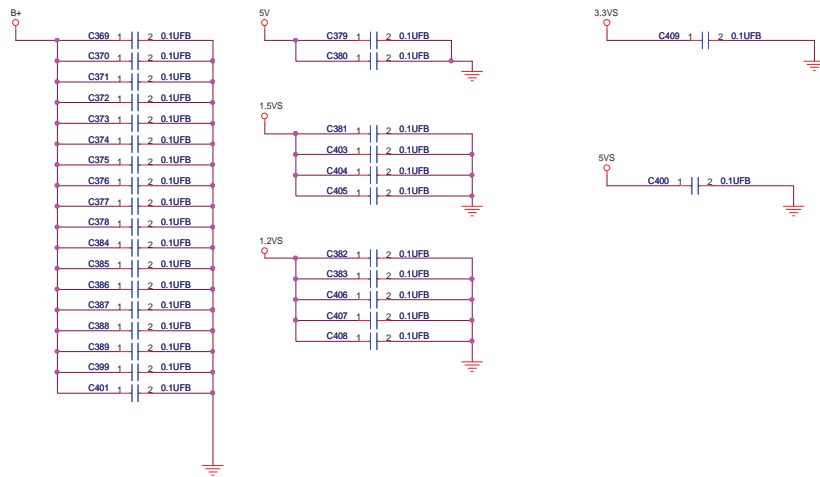 B+
C369 1 2 0.1UFB
C370 1 2 0.1UFB
C371 1 2 0.1UFB
C372 1 2 0.1UFB
C373 1 2 0.1UFB
C374 1 2 0.1UFB
C375 1 2 0.1UFB
C376 1 2 0.1UFB
C377 1 2 0.1UFB
C378 1 2 0.1UFB
C384 1 2 0.1UFB
C385 1 2 0.1UFB
C386 1 2 0.1UFB
C387 1 2 0.1UFB
C388 1 2 0.1UFB
C389 1 2 0.1UFB
C399 1 2 0.1UFB
C401 1 2 0.1UFB
5V
C379 1 2 0.1UFB
C380 1 2 0.1UFB
1.5VS
C381 1 2 0.1UFB
C403 1 2 0.1UFB
C404 1 2 0.1UFB
C405 1 2 0.1UFB
1.2VS
C382 1 2 0.1UFB
C383 1 2 0.1UFB
C406 1 2 0.1UFB
C407 1 2 0.1UFB
C408 1 2 0.1UFB
3.3VS
C409 1 2 0.1UFB
5VS
C400 1 2 0.1UFB